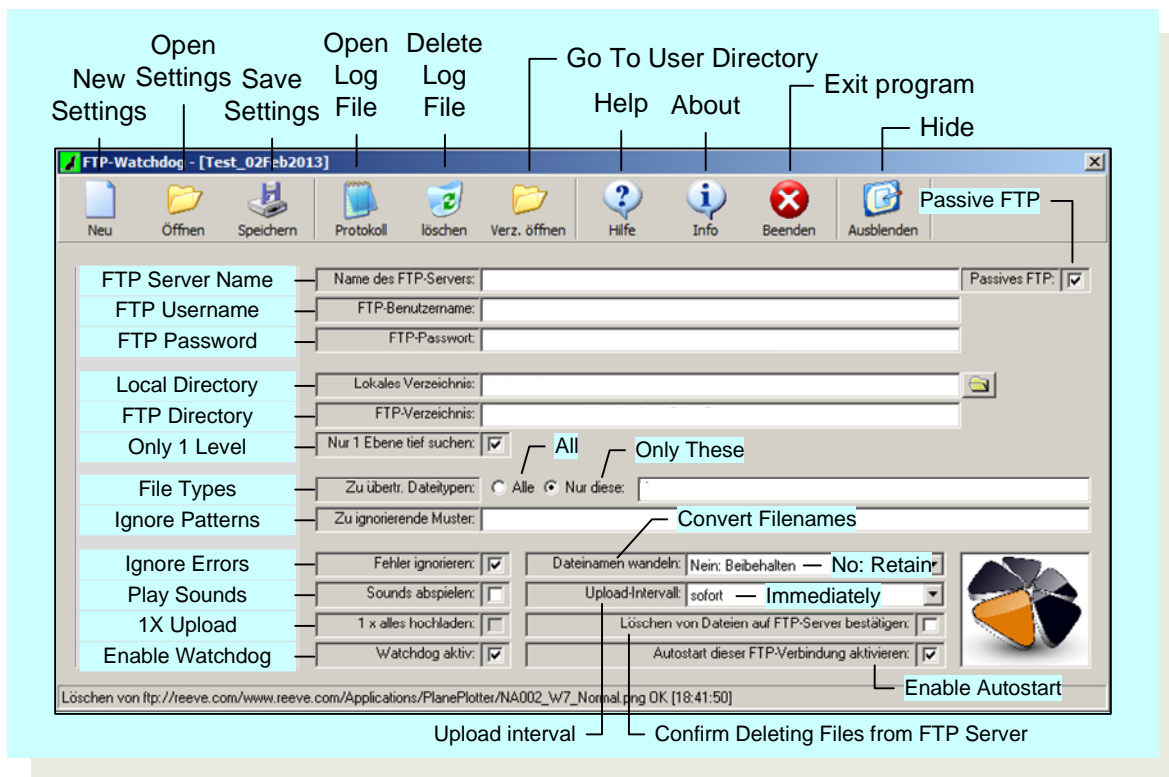 Open Settings
New Settings
Save Settings
Open Log File
Delete Log File
Go To User Directory
Help
About
Exit program
Hide
FTP-Watchdog - [Test_02Feb2013]
Neu
Öffnen
Speichern
Protokoll
löschen
Verz. öffnen
Hilfe
Info
Beenden
Ausblenden
Passive FTP
FTP Server Name
Name des FTP-Servers:
Passives FTP:
FTP Username
FTP-Benutzername:
FTP Password
FTP-Passwort:
Local Directory
Lokales Verzeichnis:
FTP Directory
FTP-Verzeichnis:
Only 1 Level
Nur 1 Ebene tief suchen:
All
Only These
File Types
Zu übertr. Dateitypen:
Alle
Nur diese:
Ignore Patterns
Zu ignorierende Muster:
Convert Filenames
Ignore Errors
Fehler ignorieren:
Dateinamen wandeln:
Nein: Beibehalten
No: Retain
Play Sounds
Sounds abspielen:
Upload-Intervall:
sofort
Immediately
1X Upload
1 x alles hochladen:
Löschen von Dateien auf FTP-Server bestätigen:
Enable Watchdog
Watchdog aktiv:
Autostart dieser FTP-Verbindung aktivieren:
Enable Autostart
Löschen von ftp://reeve.com/www.reeve.com/Applications/PlanePlotter/NA002_W7_Normal.png OK [18:41:50]
Upload interval
Confirm Deleting Files from FTP Server